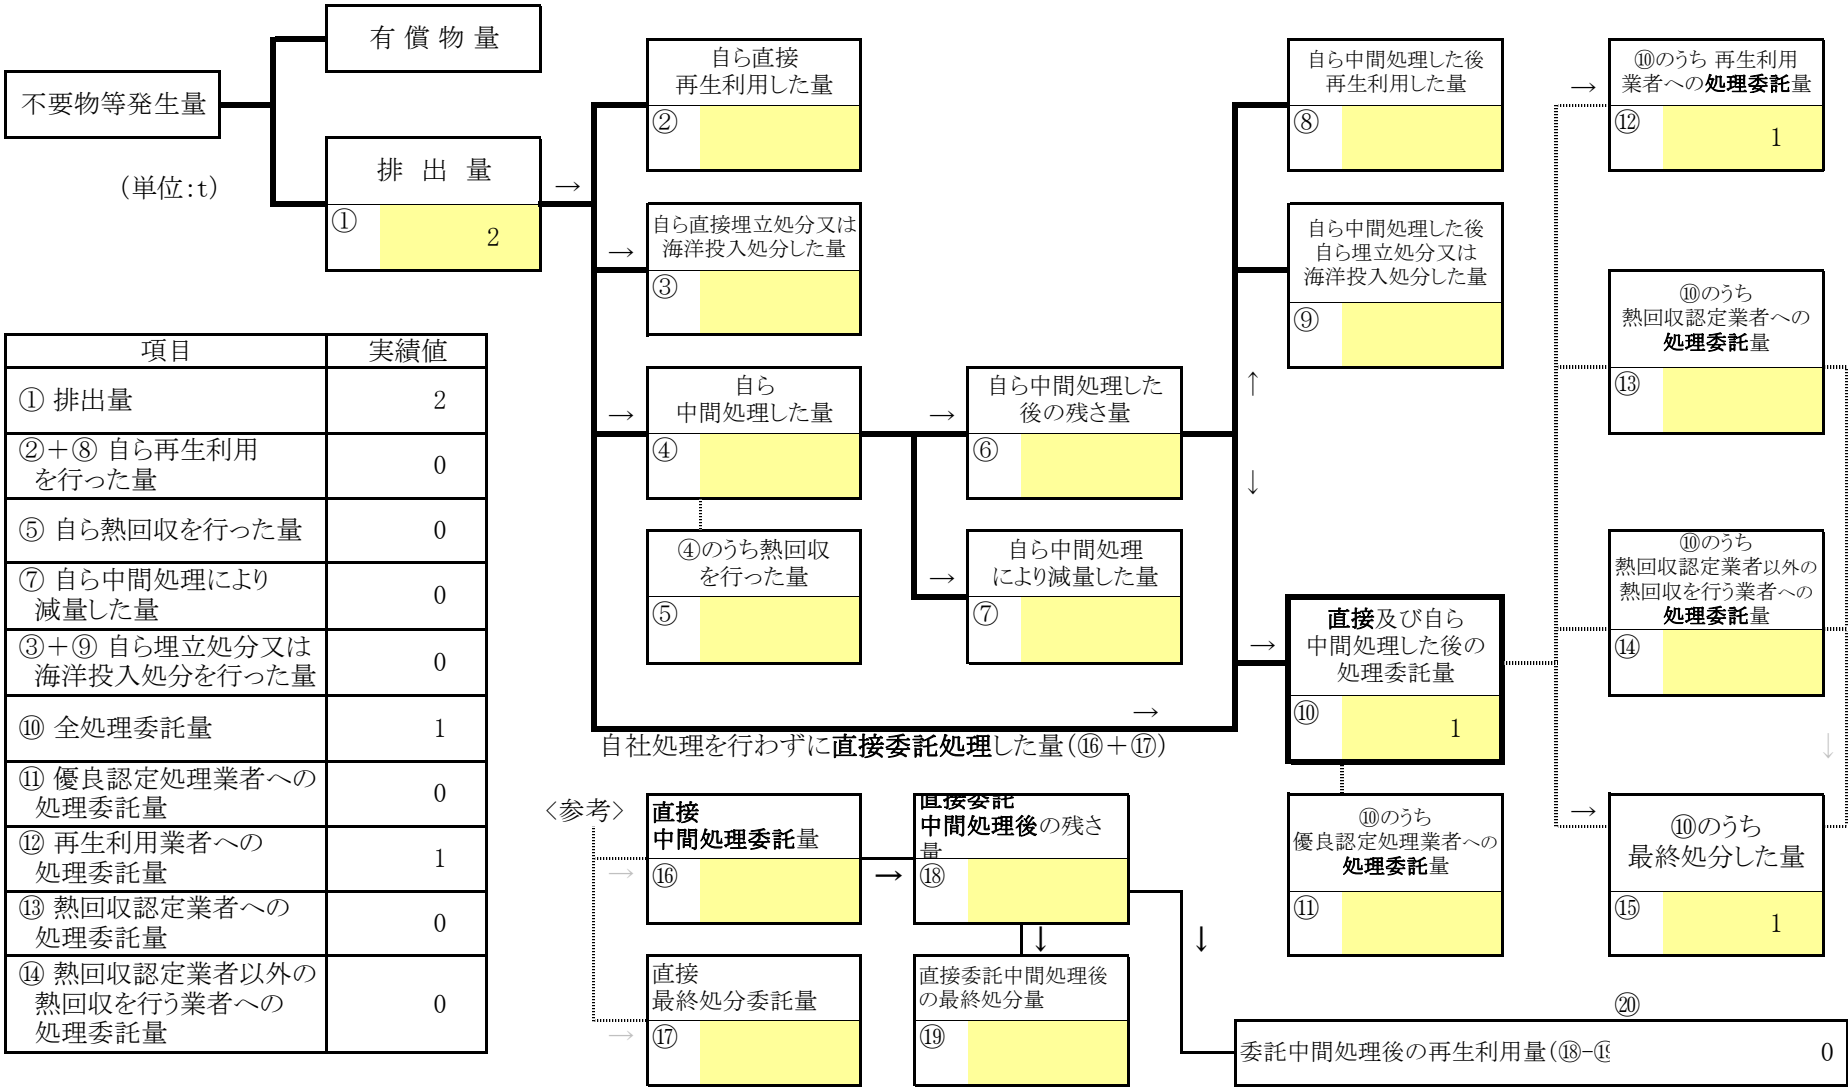 有 償 物 量
不要物等発生量
(単位:t)
排 出 量
→
①
2
自ら直接
再生利用した量
②
→
自ら直接埋立処分又は
海洋投入処分した量
③
→
自ら
中間処理した量
④
④のうち熱回収
を行った量
⑤
→
自ら中間処理した
後の残さ量
⑥
→
自ら中間処理
により減量した量
⑦
自ら中間処理した後
再生利用した量
⑧
自ら中間処理した後
自ら埋立処分又は
海洋投入処分した量
⑨
↑
↓
→
直接及び自ら
中間処理した後の
処理委託量
⑩
1
→
自社処理を行わずに直接委託処理した量(⑯+⑰)
⑩のうち
優良認定処理業者への
処理委託量
⑪
→
⑩のうち 再生利用
業者への処理委託量
⑫
1
⑩のうち
熱回収認定業者への
処理委託量
⑬
⑩のうち
熱回収認定業者以外の
熱回収を行う業者への
処理委託量
⑭
↓
→
⑩のうち
最終処分した量
⑮
1
項目 実績値
① 排出量 2
②+⑧ 自ら再生利用
を行った量 0
⑤ 自ら熱回収を行った量 0
⑦ 自ら中間処理により
減量した量 0
③+⑨ 自ら埋立処分又は
海洋投入処分を行った量 0
⑩ 全処理委託量 1
⑪ 優良認定処理業者への
処理委託量 0
⑫ 再生利用業者への
処理委託量 1
⑬ 熱回収認定業者への
処理委託量 0
⑭ 熱回収認定業者以外の
熱回収を行う業者への
処理委託量 0
<参考>
→
直接
中間処理委託量
⑯
→
直接委託
中間処理後の残さ
量
⑱
↓
↓
→
直接
最終処分委託量
⑰
直接委託中間処理後
の最終処分量
⑲
⑳
委託中間処理後の再生利用量(⑱-⑲ 0